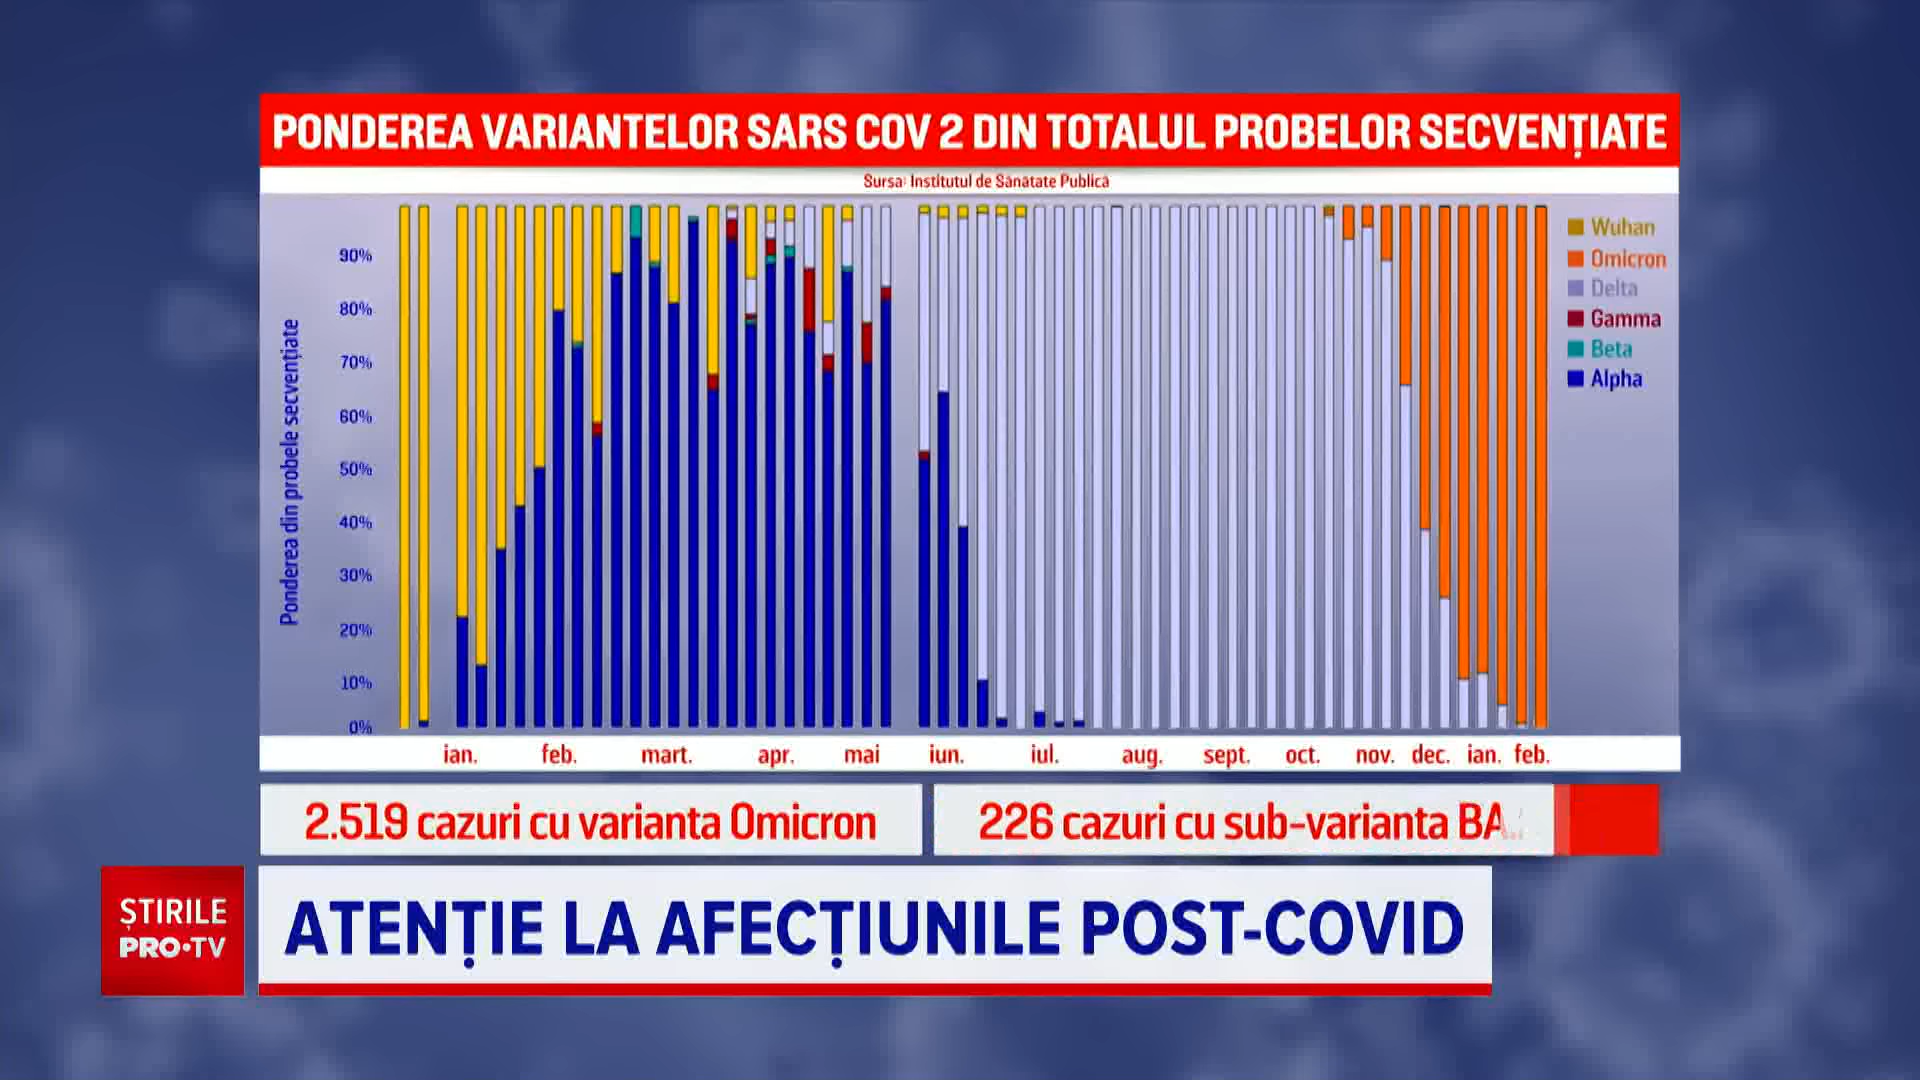 PONDEREA VARIANTELOR SARS COV 2 DIN TOTALUL PROBELOR SECVENȚIATE
Sursa: Institutul de Sănătate Publică
Ponderea din probele secvențiate
90%
80%
70%
60%
50%
40%
30%
20%
10%
0%
Wuhan
Omicron
Delta
Gamma
Beta
Alpha
ian. feb. mart. apr. mai iun. iul. aug. sept. oct. nov. dec. ian. feb.
2.519 cazuri cu varianta Omicron
226 cazuri cu sub-varianta BA
ȘTIRILE
PRO•TV
ATENȚIE LA AFECȚIUNILE POST-COVID